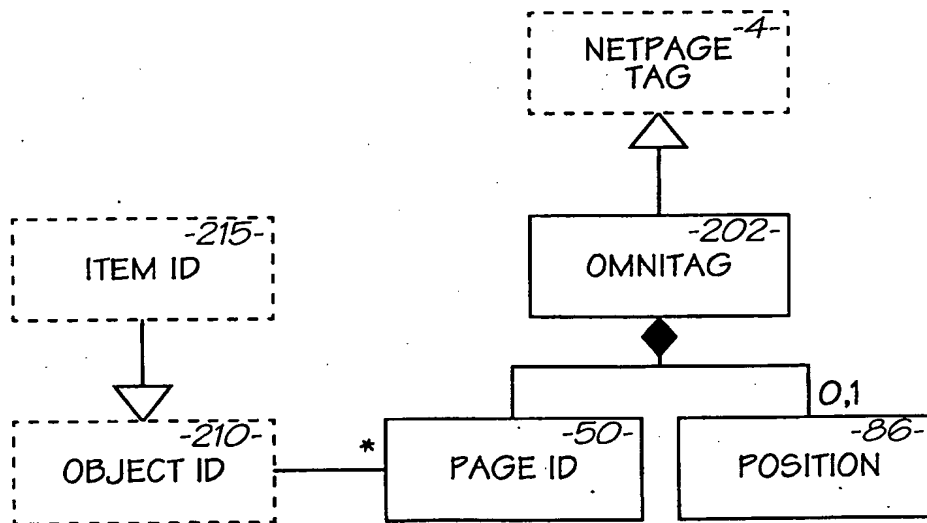 -4-
NETPAGE
TAG
-215-
ITEM ID
-202-
OMNITAG
0,1
-210-
OBJECT ID
*
-50-
PAGE ID
-86-
POSITION